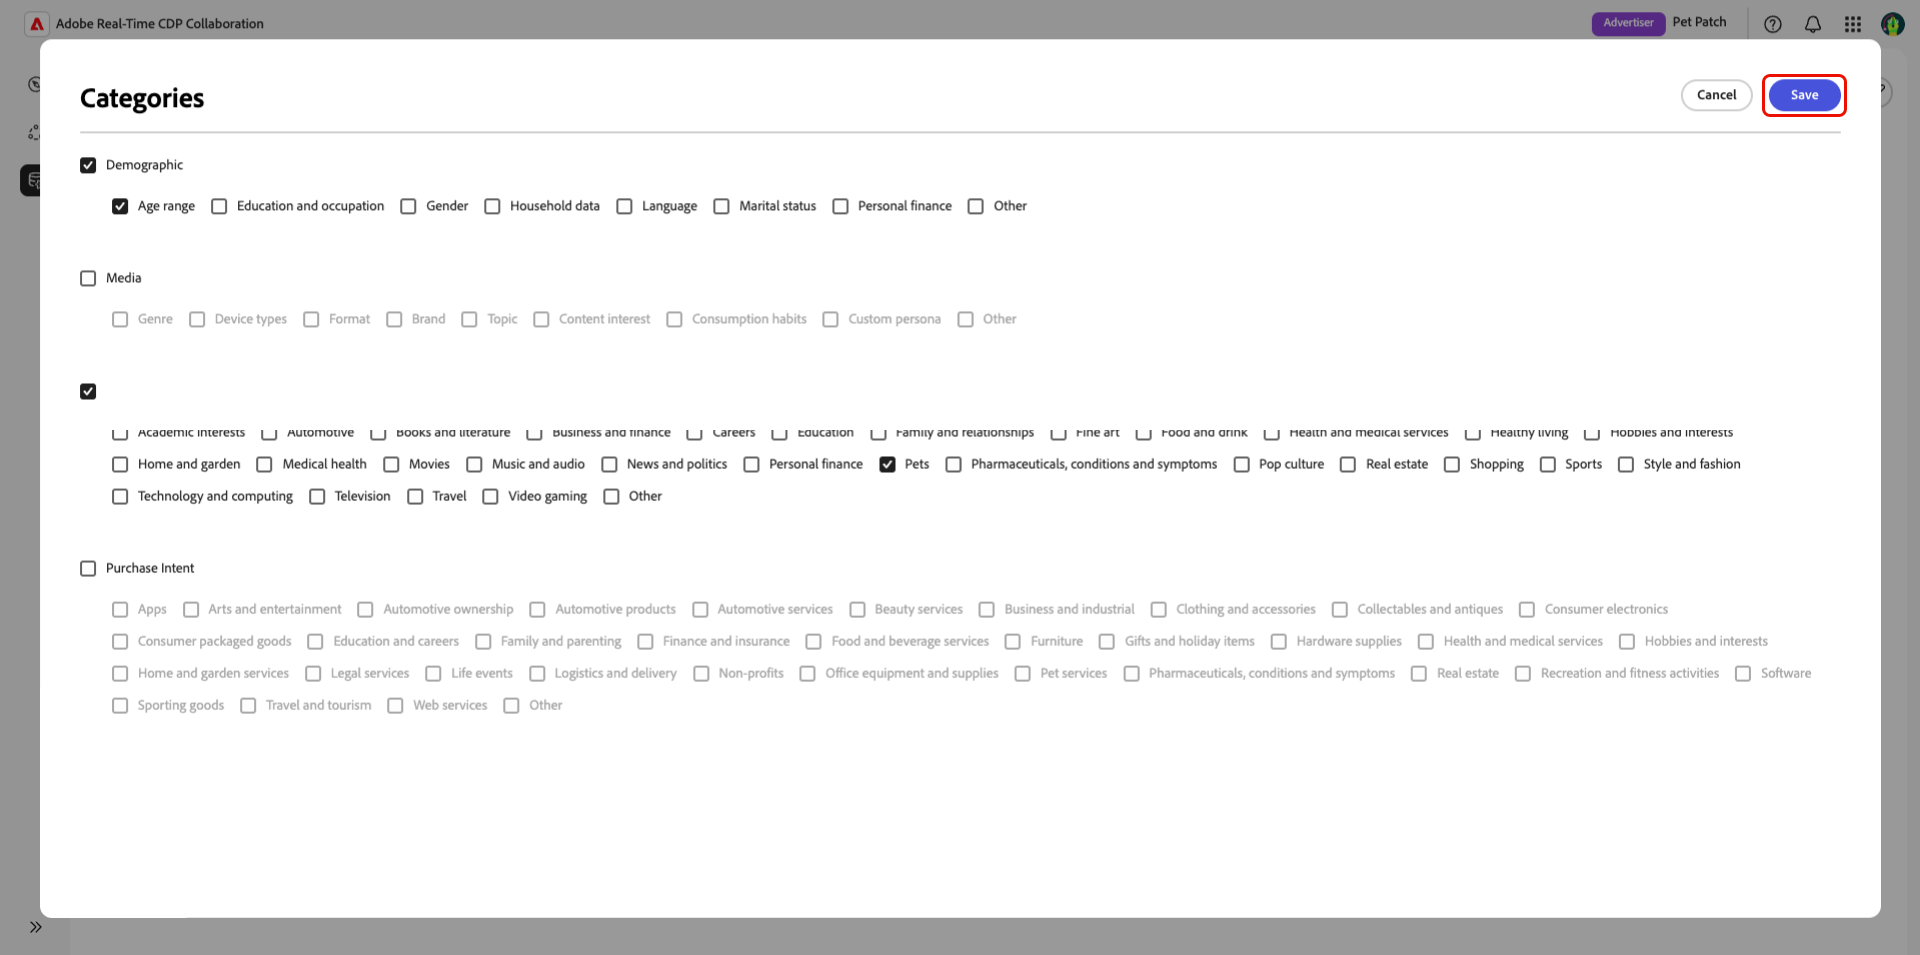 Adobe Real-Time CDP Collaboration
Advertiser
Pet Patch
Categories
Cancel
Save
Demographic
Age range Education and occupation Gender Household data Language Marital status Personal finance Other
Media
Genre Device types Format Brand Topic Content interest Consumption habits Custom persona Other
Academic interests Automotive Books and literature Business and finance Careers Education Family and relationships Fine art Food and drink Health and medical services Healthy living Hobbies and interests
Home and garden Medical health Movies Music and audio News and politics Personal finance Pets Pharmaceuticals, conditions and symptoms Pop culture Real estate Shopping Sports Style and fashion
Technology and computing Television Travel Video gaming Other
Purchase Intent
Apps Arts and entertainment Automotive ownership Automotive products Automotive services Beauty services Business and industrial Clothing and accessories Collectables and antiques Consumer electronics
Consumer packaged goods Education and careers Family and parenting Finance and insurance Food and beverage services Furniture Gifts and holiday items Hardware supplies Health and medical services Hobbies and interests
Home and garden services Legal services Life events Logistics and delivery Non-profits Office equipment and supplies Pet services Pharmaceuticals, conditions and symptoms Real estate Recreation and fitness activities Software
Sporting goods Travel and tourism Web services Other